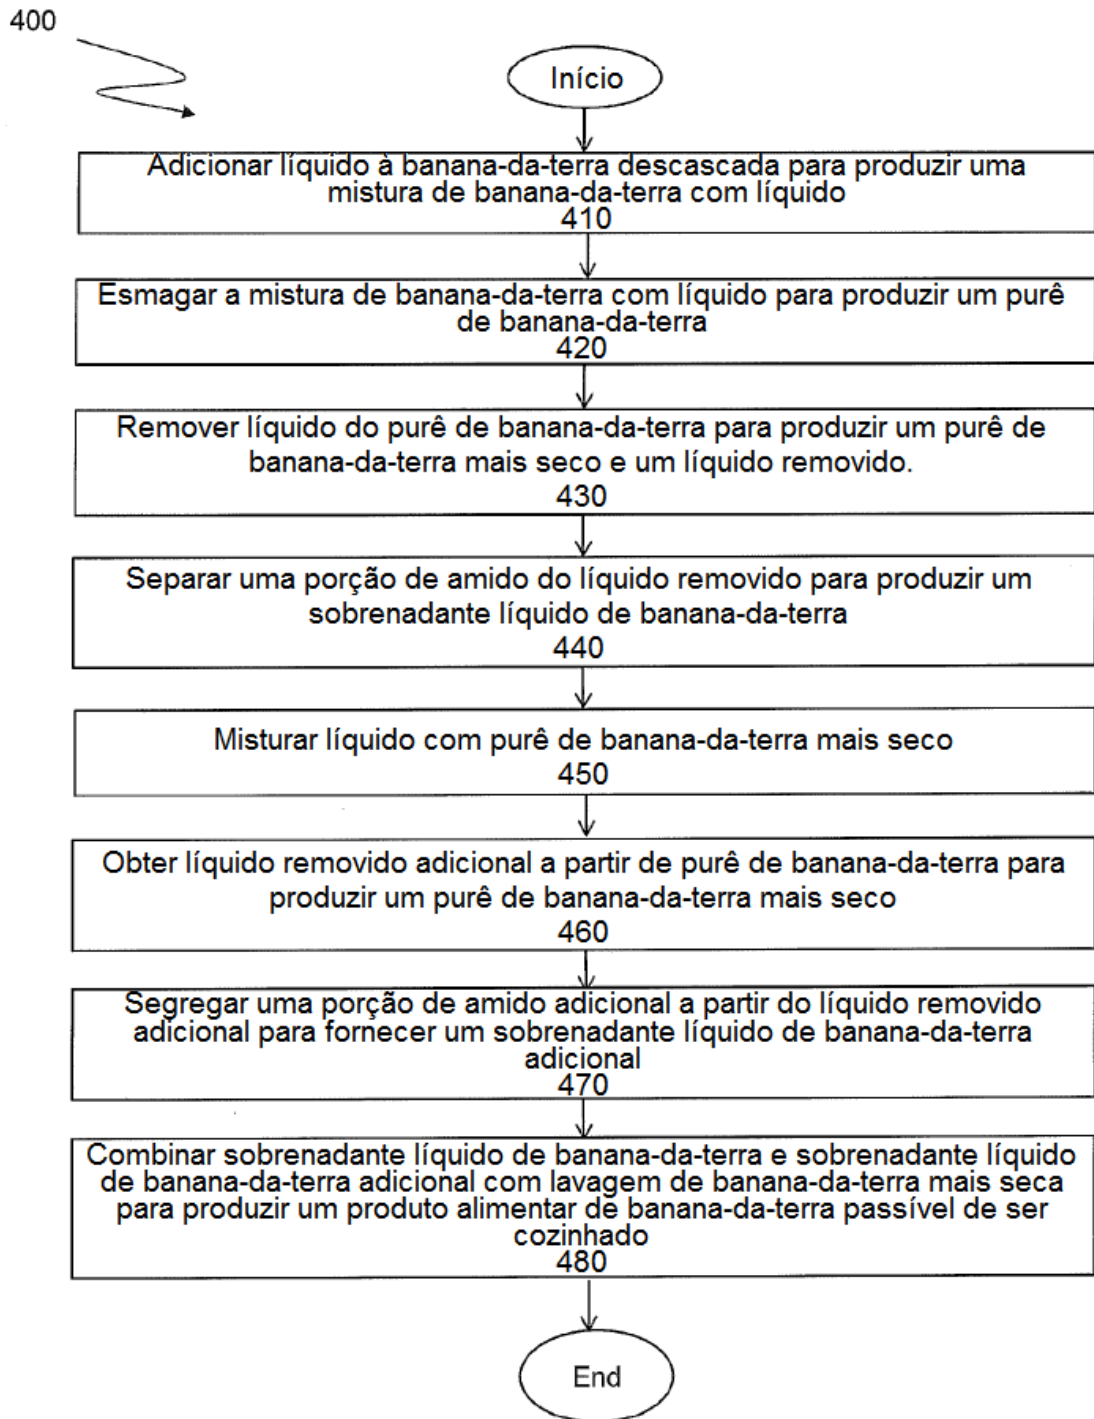 400
Início
Adicionar líquido à banana-da-terra descascada para produzir uma
mistura de banana-da-terra com líquido
410
Esmagar a mistura de banana-da-terra com líquido para produzir um purê
de banana-da-terra
420
Remover líquido do purê de banana-da-terra para produzir um purê de
banana-da-terra mais seco e um líquido removido.
430
Separar uma porção de amido do líquido removido para produzir um
sobrenadante líquido de banana-da-terra
440
Misturar líquido com purê de banana-da-terra mais seco
450
Obter líquido removido adicional a partir de purê de banana-da-terra para
produzir um purê de banana-da-terra mais seco
460
Segregar uma porção de amido adicional a partir do líquido removido
adicional para fornecer um sobrenadante líquido de banana-da-terra
adicional
470
Combinar sobrenadante líquido de banana-da-terra e sobrenadante líquido
de banana-da-terra adicional com lavagem de banana-da-terra mais seca
para produzir um produto alimentar de banana-da-terra passível de ser
cozinhado
480
End